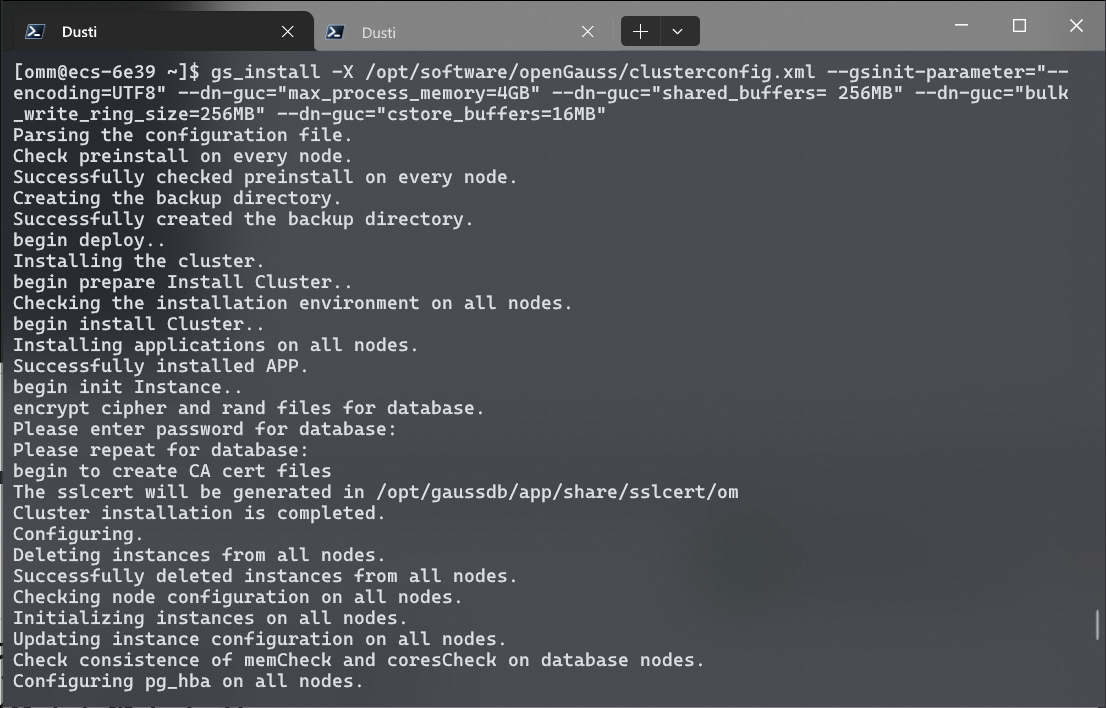 Dusti
Dusti
[omm@ecs-6e39 ~]$ gs_install -X /opt/software/openGauss/clusterconfig.xml --gsinit-parameter="--
encoding=UTF8" --dn-guc="max_process_memory=4GB" --dn-guc="shared_buffers= 256MB" --dn-guc="bulk
_write_ring_size=256MB" --dn-guc="cstore_buffers=16MB"
Parsing the configuration file.
Check preinstall on every node.
Successfully checked preinstall on every node.
Creating the backup directory.
Successfully created the backup directory.
begin deploy..
Installing the cluster.
begin prepare Install Cluster..
Checking the installation environment on all nodes.
begin install Cluster..
Installing applications on all nodes.
Successfully installed APP.
begin init Instance..
encrypt cipher and rand files for database.
Please enter password for database:
Please repeat for database:
begin to create CA cert files
The sslcert will be generated in /opt/gaussdb/app/share/sslcert/om
Cluster installation is completed.
Configuring.
Deleting instances from all nodes.
Successfully deleted instances from all nodes.
Checking node configuration on all nodes.
Initializing instances on all nodes.
Updating instance configuration on all nodes.
Check consistence of memCheck and coresCheck on database nodes.
Configuring pg_hba on all nodes.